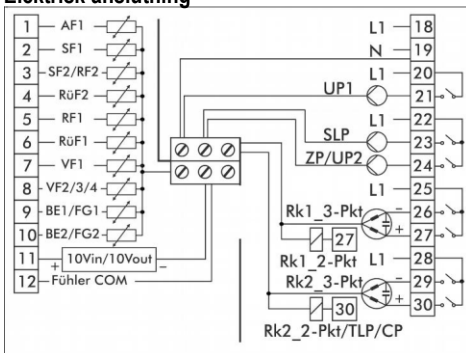 Elektrisk anslutning
1 AF1
2 SF1
3 SF2/RF2
4 RüF2
5 RF1
6 RüF1
7 VF1
8 VF2/3/4
9 BE1/FG1
10 BE2/FG2
11 + 10Vin/10Vout –
12 Fühler COM
L1 18
N 19
L1 20
UP1 21
L1 22
SLP 23
ZP/UP2 24
L1 25
Rk1_3-Pkt – 26
+ 27
27
Rk1_2-Pkt L1 28
Rk2_3-Pkt – 29
+ 30
30
Rk2_2-Pkt/TLP/CP